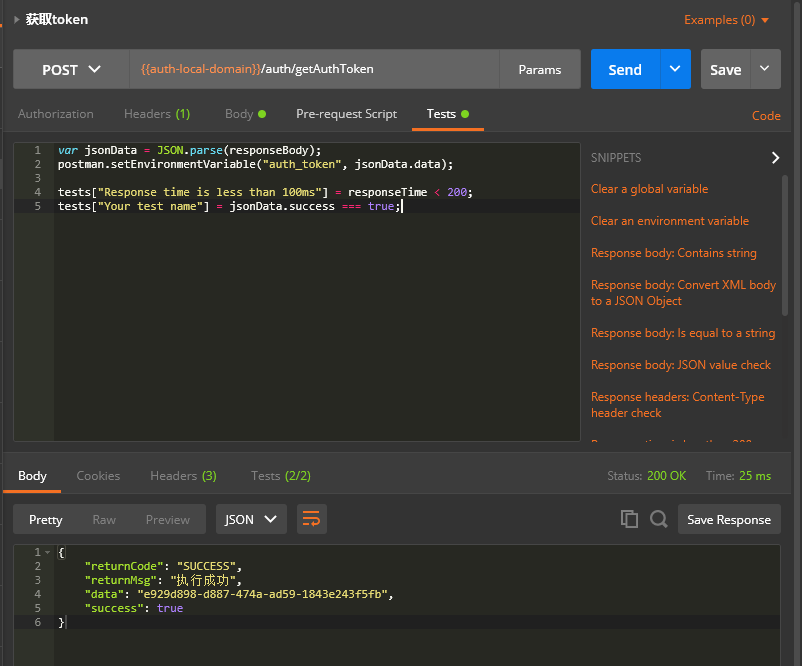 获取token
Examples (0)
POST
{{auth-local-domain}}/auth/getAuthToken
Params
Send
Save
Authorization
Headers (1)
Body
Pre-request Script
Tests
Code
1 var jsonData = JSON.parse(responseBody);
2 postman.setEnvironmentVariable("auth_token", jsonData.data);
3
4 tests["Response time is less than 100ms"] = responseTime < 200;
5 tests["Your test name"] = jsonData.success === true;
SNIPPETS
Clear a global variable
Clear an environment variable
Response body: Contains string
Response body: Convert XML body
to a JSON Object
Response body: Is equal to a string
Response body: JSON value check
Response headers: Content-Type
header check
Body
Cookies
Headers (3)
Tests (2/2)
Status: 200 OK
Time: 25 ms
Pretty
Raw
Preview
JSON
Save Response
1 {
2 "returnCode": "SUCCESS",
3 "returnMsg": "执行成功",
4 "data": "e929d898-d887-474a-ad59-1843e243f5fb",
5 "success": true
6 }